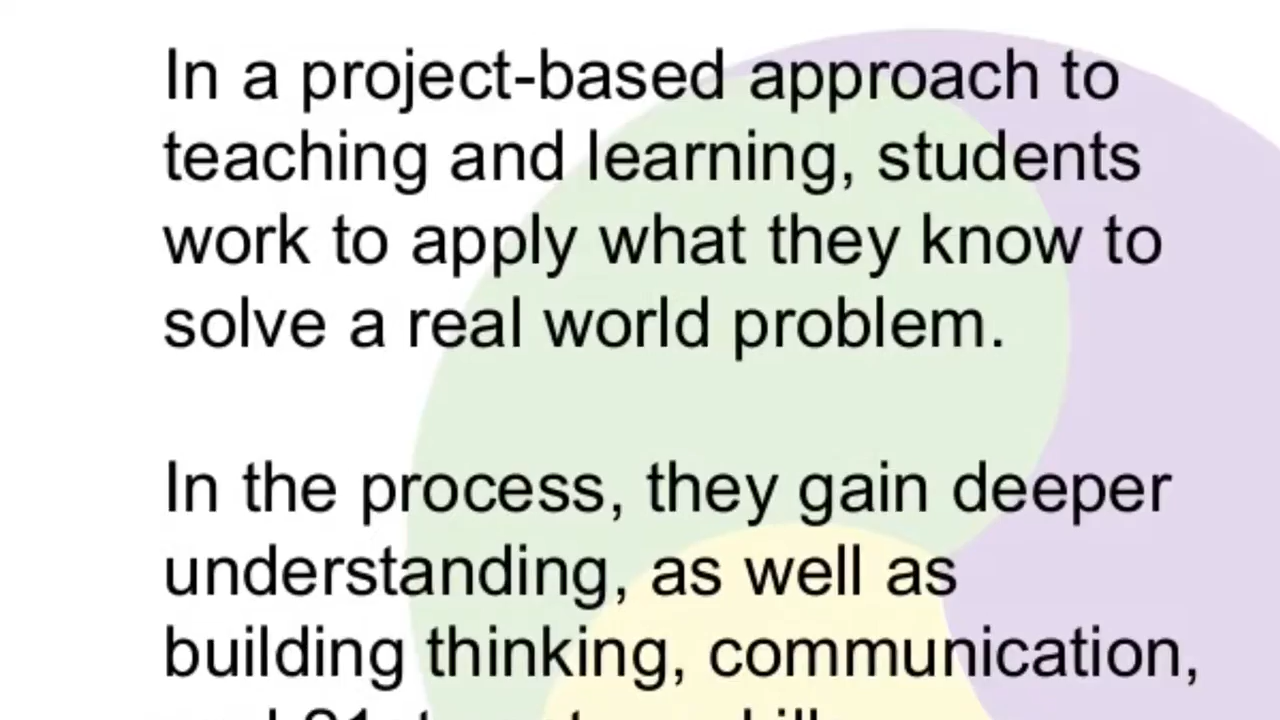 In a project-based approach to
teaching and learning, students
work to apply what they know to
solve a real world problem.
In the process, they gain deeper
understanding, as well as
building thinking, communication,